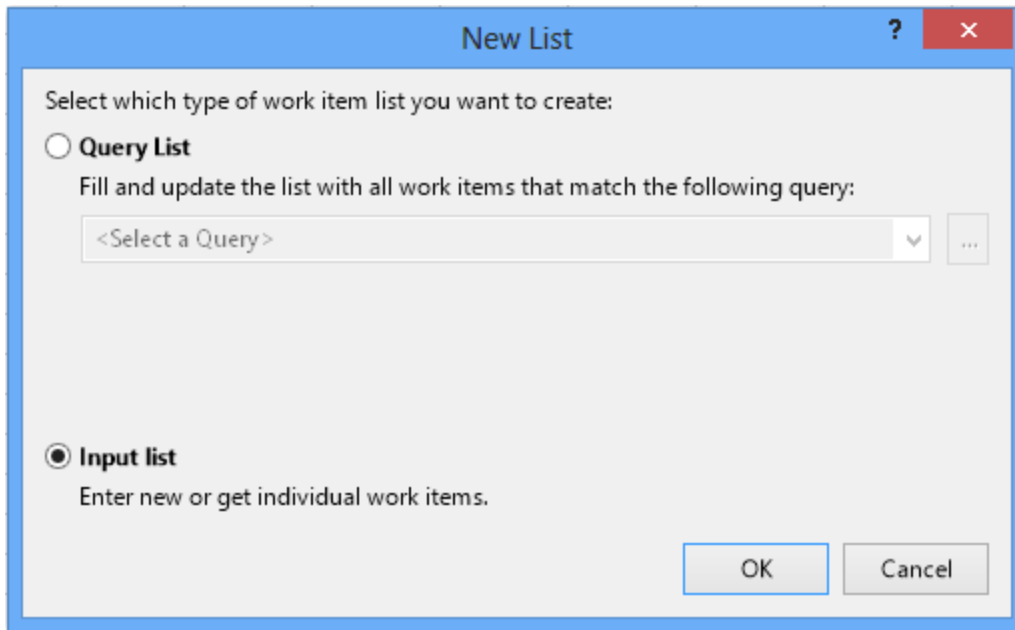 New List
?
Select which type of work item list you want to create:
Query List
Fill and update the list with all work items that match the following query:
<Select a Query>
...
Input list
Enter new or get individual work items.
OK
Cancel